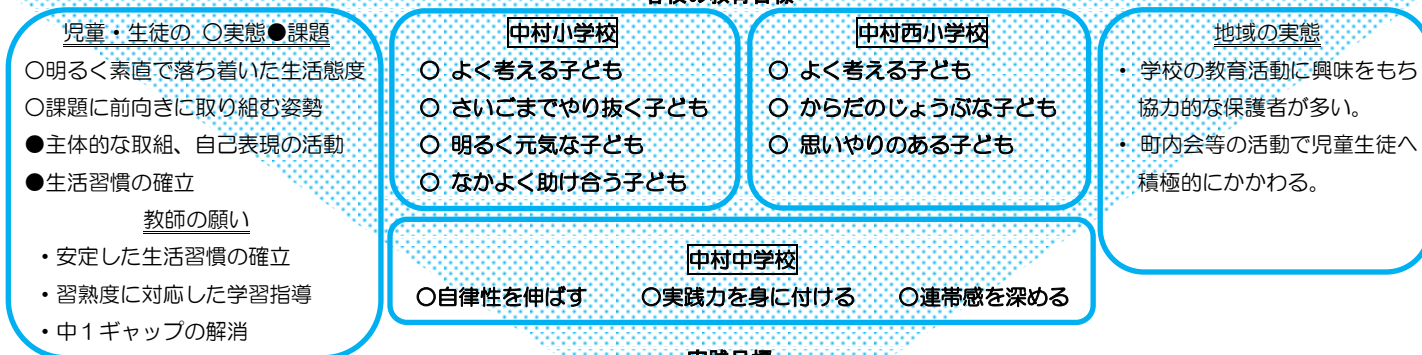 児童・生徒の 〇実態●課題
〇明るく素直で落ち着いた生活態度
〇課題に前向きに取り組む姿勢
●主体的な取組、自己表現の活動
●生活習慣の確立
教師の願い
・安定した生活習慣の確立
・習熟度に対応した学習指導
・中1ギャップの解消
中村小学校
〇 よく考える子ども
〇 さいごまでやり抜く子ども
〇 明るく元気な子ども
〇 なかよく助け合う子ども
中村西小学校
〇 よく考える子ども
〇 からだのじょうぶな子ども
〇 思いやりのある子ども
中村中学校
〇自律性を伸ばす 〇実践力を身に付ける 〇連帯感を深める
地域の実態
・ 学校の教育活動に興味をもち
協力的な保護者が多い。
・ 町内会等の活動で児童生徒へ
積極的にかかわる。